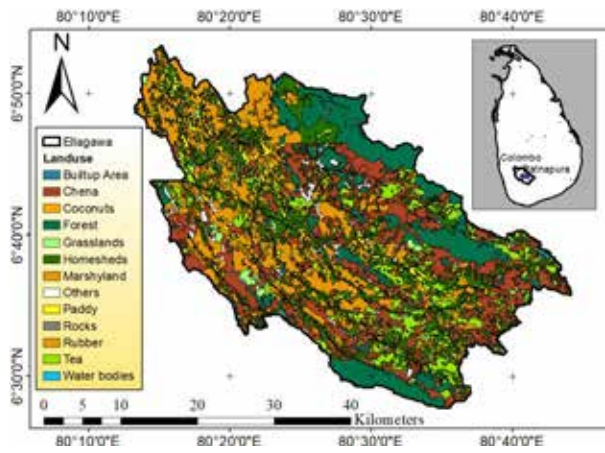 80°10'0"E 80°20'0"E 80°30'0"E 80°40'0"E
N
6°50'0"N
6°40'0"N
6°30'0"N
Colombo
Ratnapura
Ellagawa
Landuse
Builtup Area
Chena
Coconuts
Forest
Grasslands
Homesheds
Marshyland
Others
Paddy
Rocks
Rubber
Tea
Water bodies
0 5 10 20 30 40
Kilometers
80°10'0"E 80°20'0"E 80°30'0"E 80°40'0"E